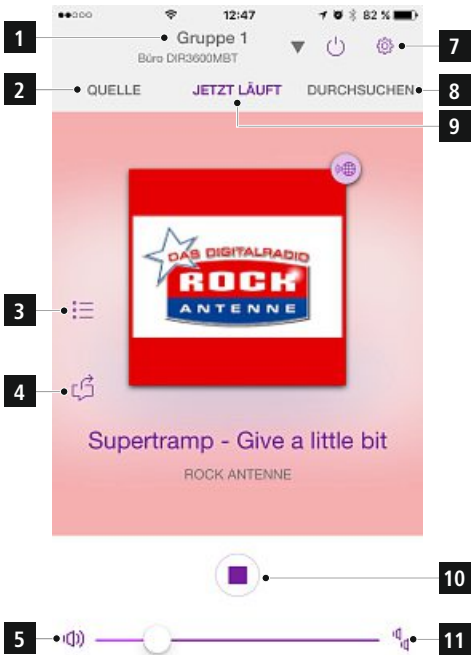 12:47
82 %
1
Gruppe 1
7
Büro DIR3600MBT
2
QUELLE
JETZT LÄUFT
DURCHSUCHEN
8
9
DAS DIGITALRADIO
ROCK
ANTENNE
3
4
Supertramp - Give a little bit
ROCK ANTENNE
10
5
11